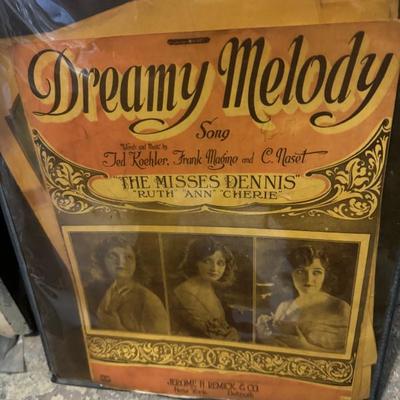 Dreamy Melody
Song
Words and Music by
Ted Koehler, Frank Magine and C. Naset
"THE MISSES DENNIS"
"RUTH" "ANN" "CHERIE"
JEROME H. REMICK & CO.
New York Detroit